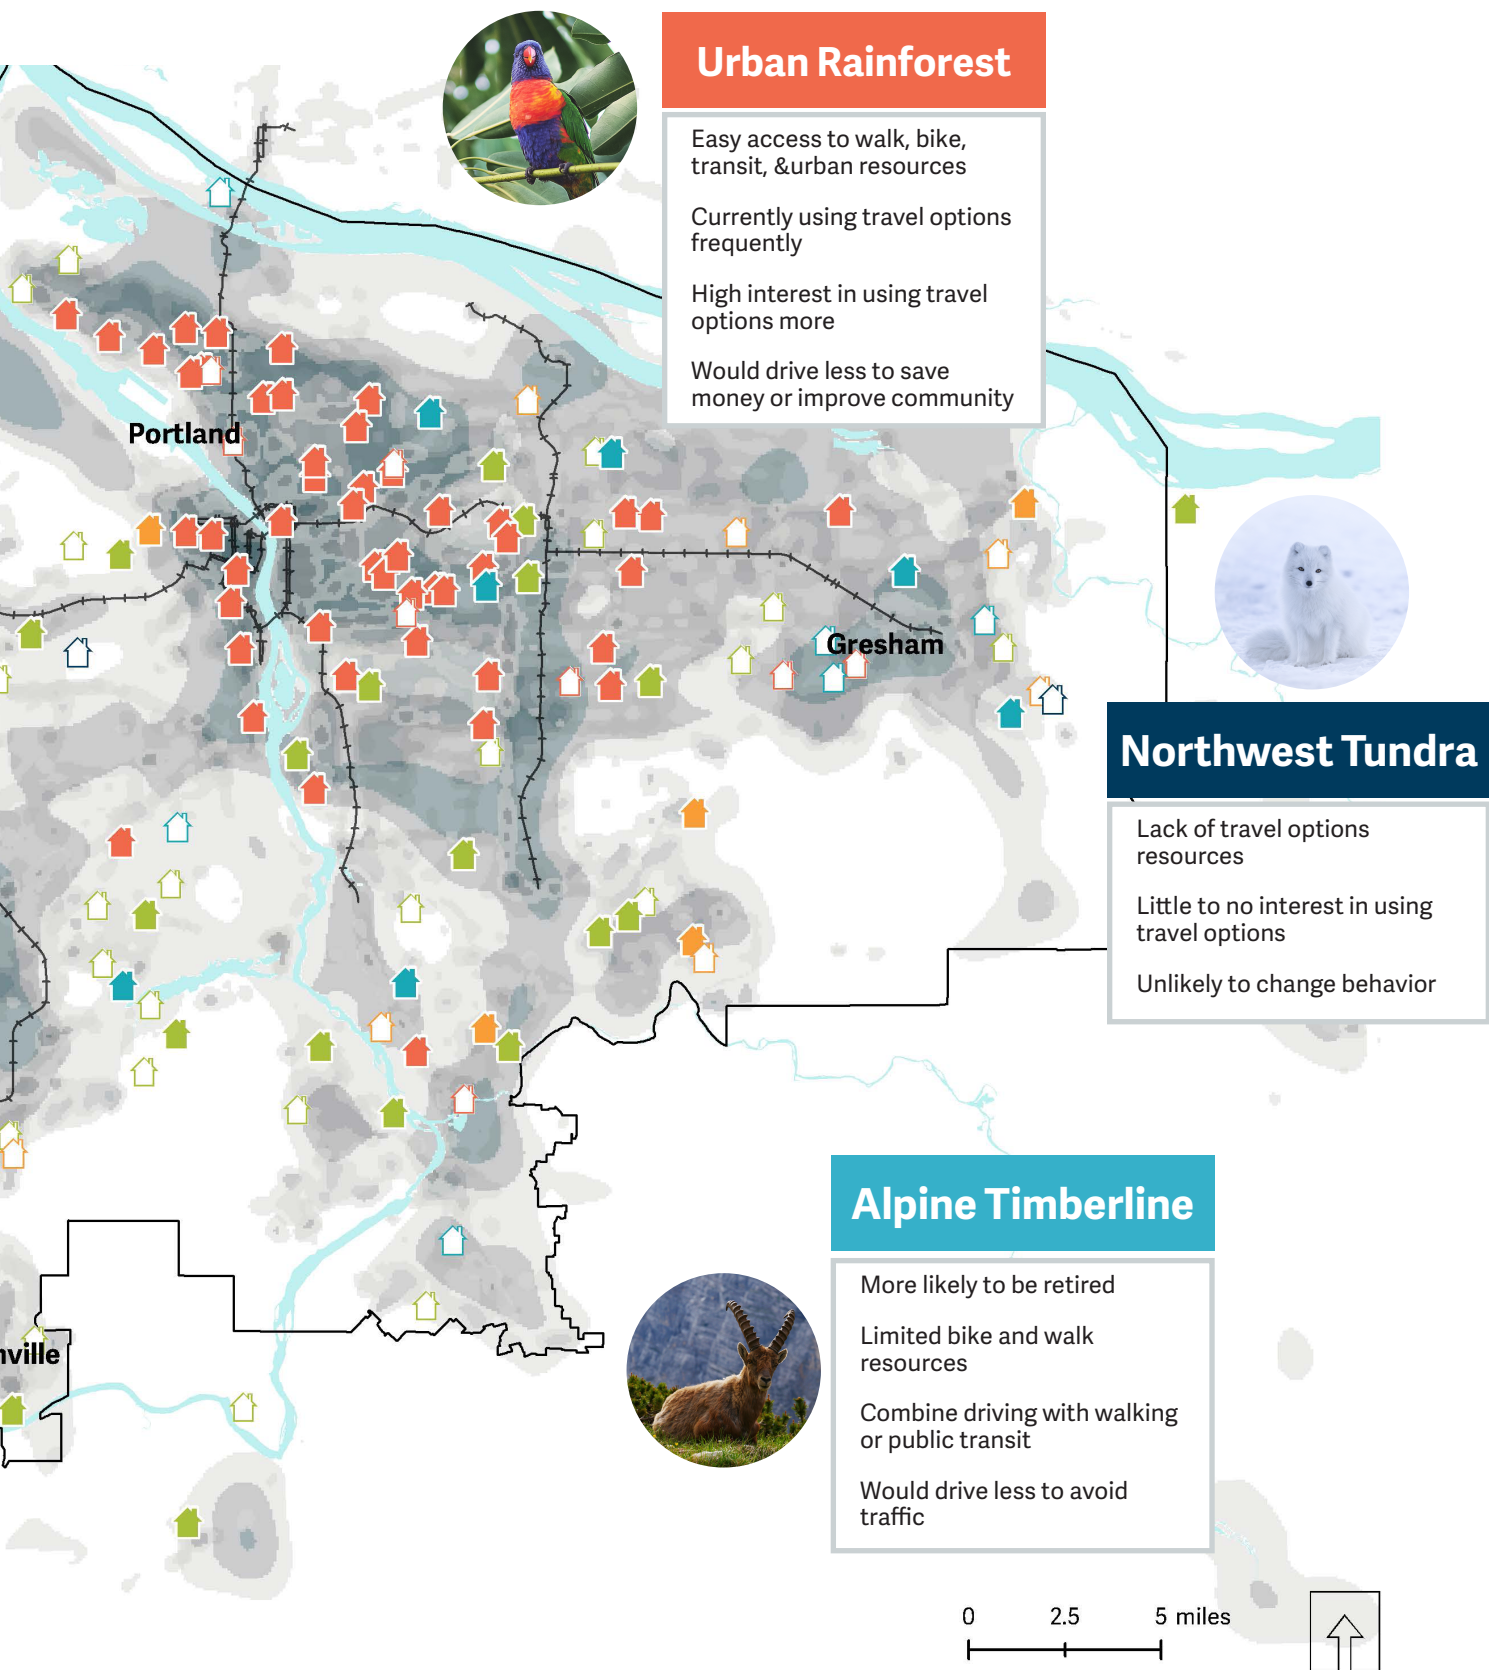 Urban Rainforest
Easy access to walk, bike,
transit, &urban resources
Currently using travel options
frequently
High interest in using travel
options more
Would drive less to save
money or improve community
Portland
Gresham
Northwest Tundra
Lack of travel options
resources
Little to no interest in using
travel options
Unlikely to change behavior
Alpine Timberline
More likely to be retired
Limited bike and walk
resources
Combine driving with walking
or public transit
Would drive less to avoid
traffic
nville
0 2.5 5 miles